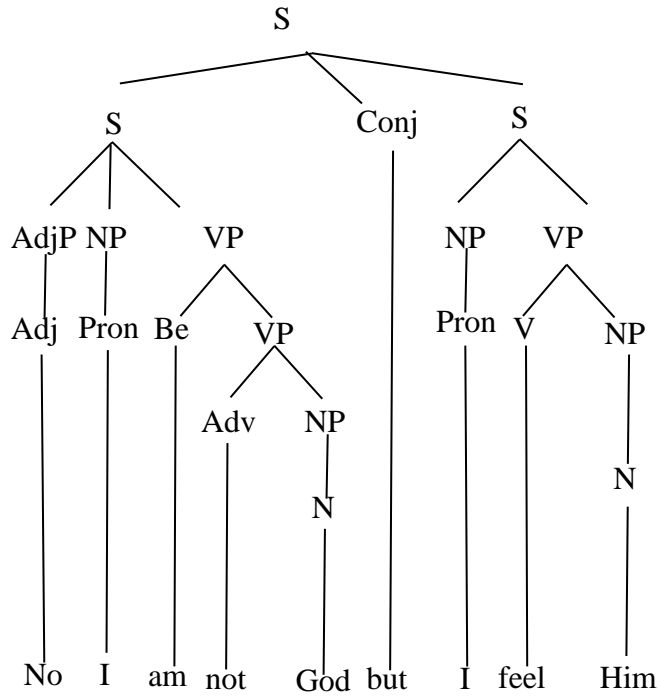 S
S Conj S
AdjP NP VP NP VP
Adj Pron Be VP Pron V NP
Adv NP
N
N
No I am not God but I feel Him